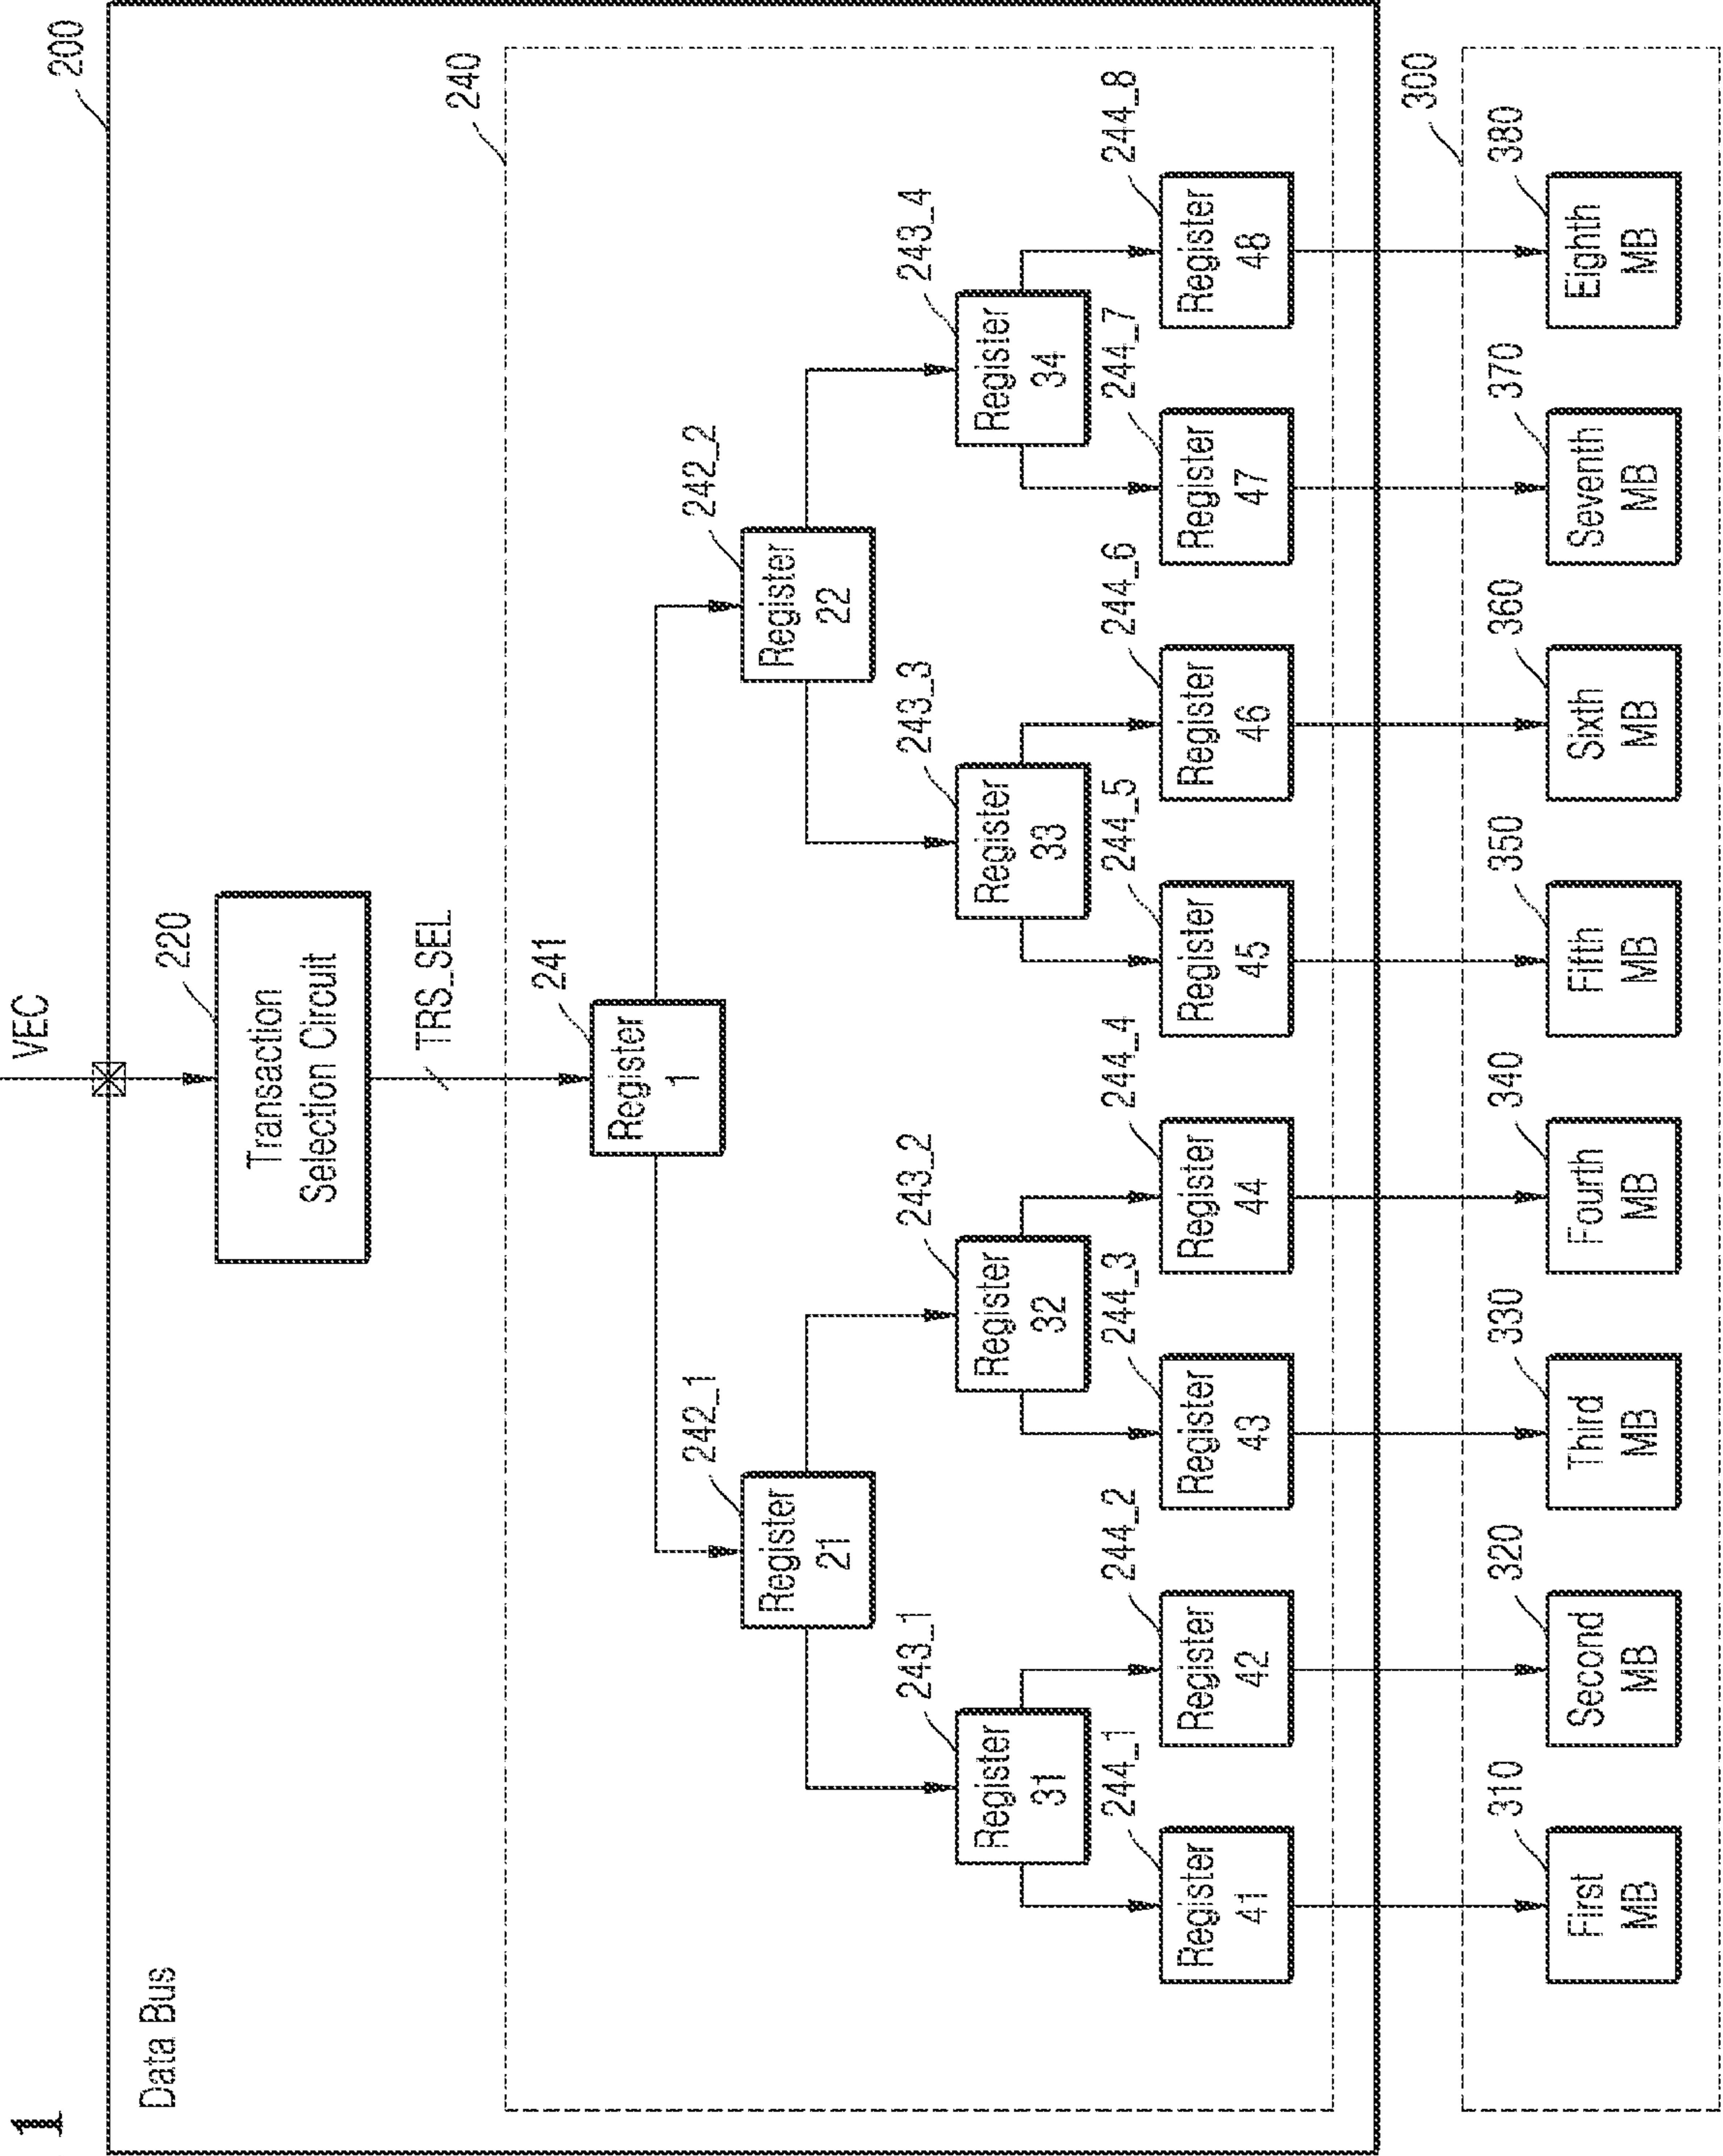 1
VEC
200
Data Bus
220
Transaction
Selection Circuit
TRS_SEL
240
241
Register
1
242_1
242_2
Register
21
Register
22
243_1
243_2
243_3
243_4
Register
31
Register
32
Register
33
Register
34
244_1
244_2
244_3
244_4
244_5
244_6
244_7
244_8
Register
41
Register
42
Register
43
Register
44
Register
45
Register
46
Register
47
Register
48
300
310
320
330
340
350
360
370
380
First
MB
Second
MB
Third
MB
Fourth
MB
Fifth
MB
Sixth
MB
Seventh
MB
Eighth
MB